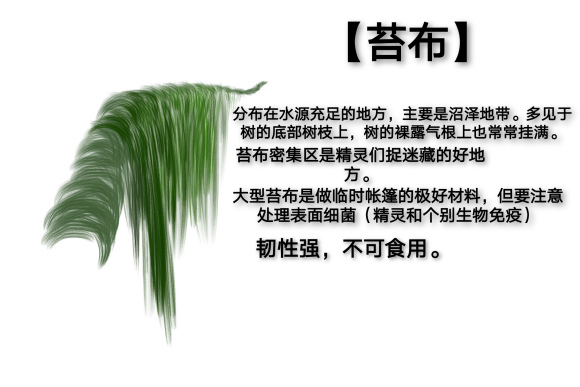 【苔布】
分布在水源充足的地方，主要是沼泽地带。多见于
树的底部树枝上，树的裸露气根上也常常挂满。
苔布密集区是精灵们捉迷藏的好地
方。
大型苔布是做临时帐篷的极好材料，但要注意
处理表面细菌（精灵和个别生物免疫）
韧性强，不可食用。